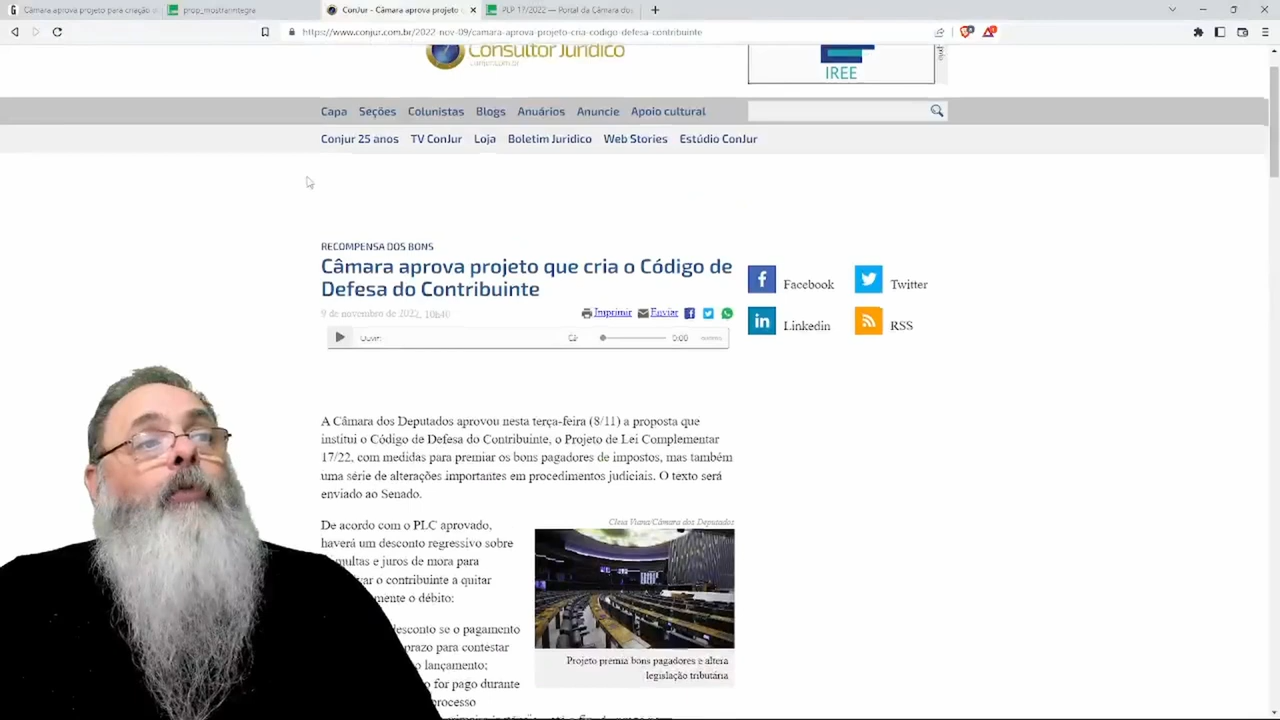 Câmara aprova projeto para criação d
prop_mostrarintegra
ConJur - Câmara aprova projeto q
PLP 17/2022 — Portal da Câmara dos
https://www.conjur.com.br/2022-nov-09/camara-aprova-projeto-cria-codigo-defesa-contribuinte
Consultor Jurídico
IREE
Capa Seções Colunistas Blogs Anuários Anuncie Apoio cultural
Conjur 25 anos TV ConJur Loja Boletim Juridico Web Stories Estúdio ConJur
RECOMPENSA DOS BONS
Câmara aprova projeto que cria o Código de
Defesa do Contribuinte
9 de novembro de 2022, 10h40
Imprimir Enviar
Ouvir:
0:00
Facebook Twitter
Linkedin RSS
A Câmara dos Deputados aprovou nesta terça-feira (8/11) a proposta que
institui o Código de Defesa do Contribuinte, o Projeto de Lei Complementar
17/22, com medidas para premiar os bons pagadores de impostos, mas também
uma série de alterações importantes em procedimentos judiciais. O texto será
enviado ao Senado.
De acordo com o PLC aprovado,
haverá um desconto regressivo sobre
multas e juros de mora para
var o contribuinte a quitar
mente o débito:
esconto se o pagamento
prazo para contestar
o lançamento;
o for pago durante
processo
Cleia Viana/Câmara dos Deputados
Projeto premia bons pagadores e altera
legislação tributária